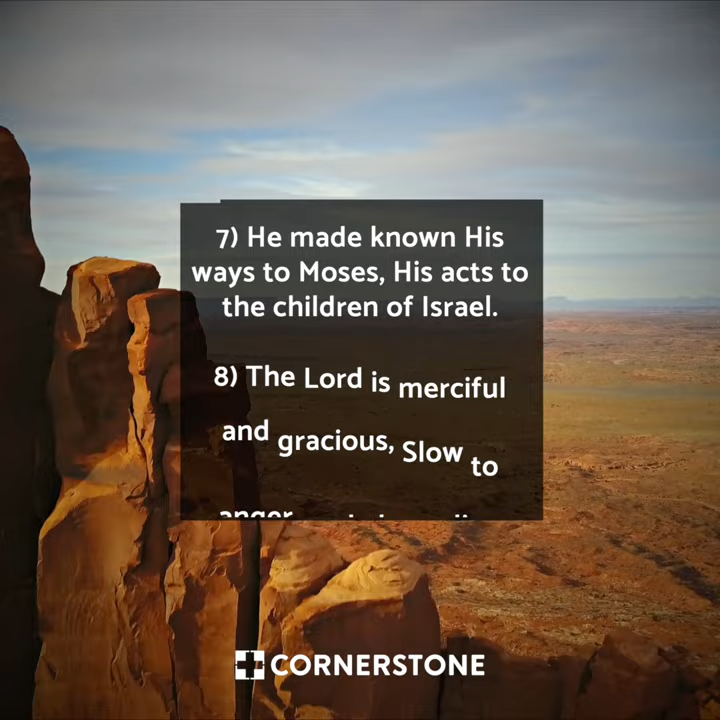 7) He made known His
ways to Moses, His acts to
the children of Israel.
8) The Lord is merciful
and gracious, Slow to
anger
CORNERSTONE